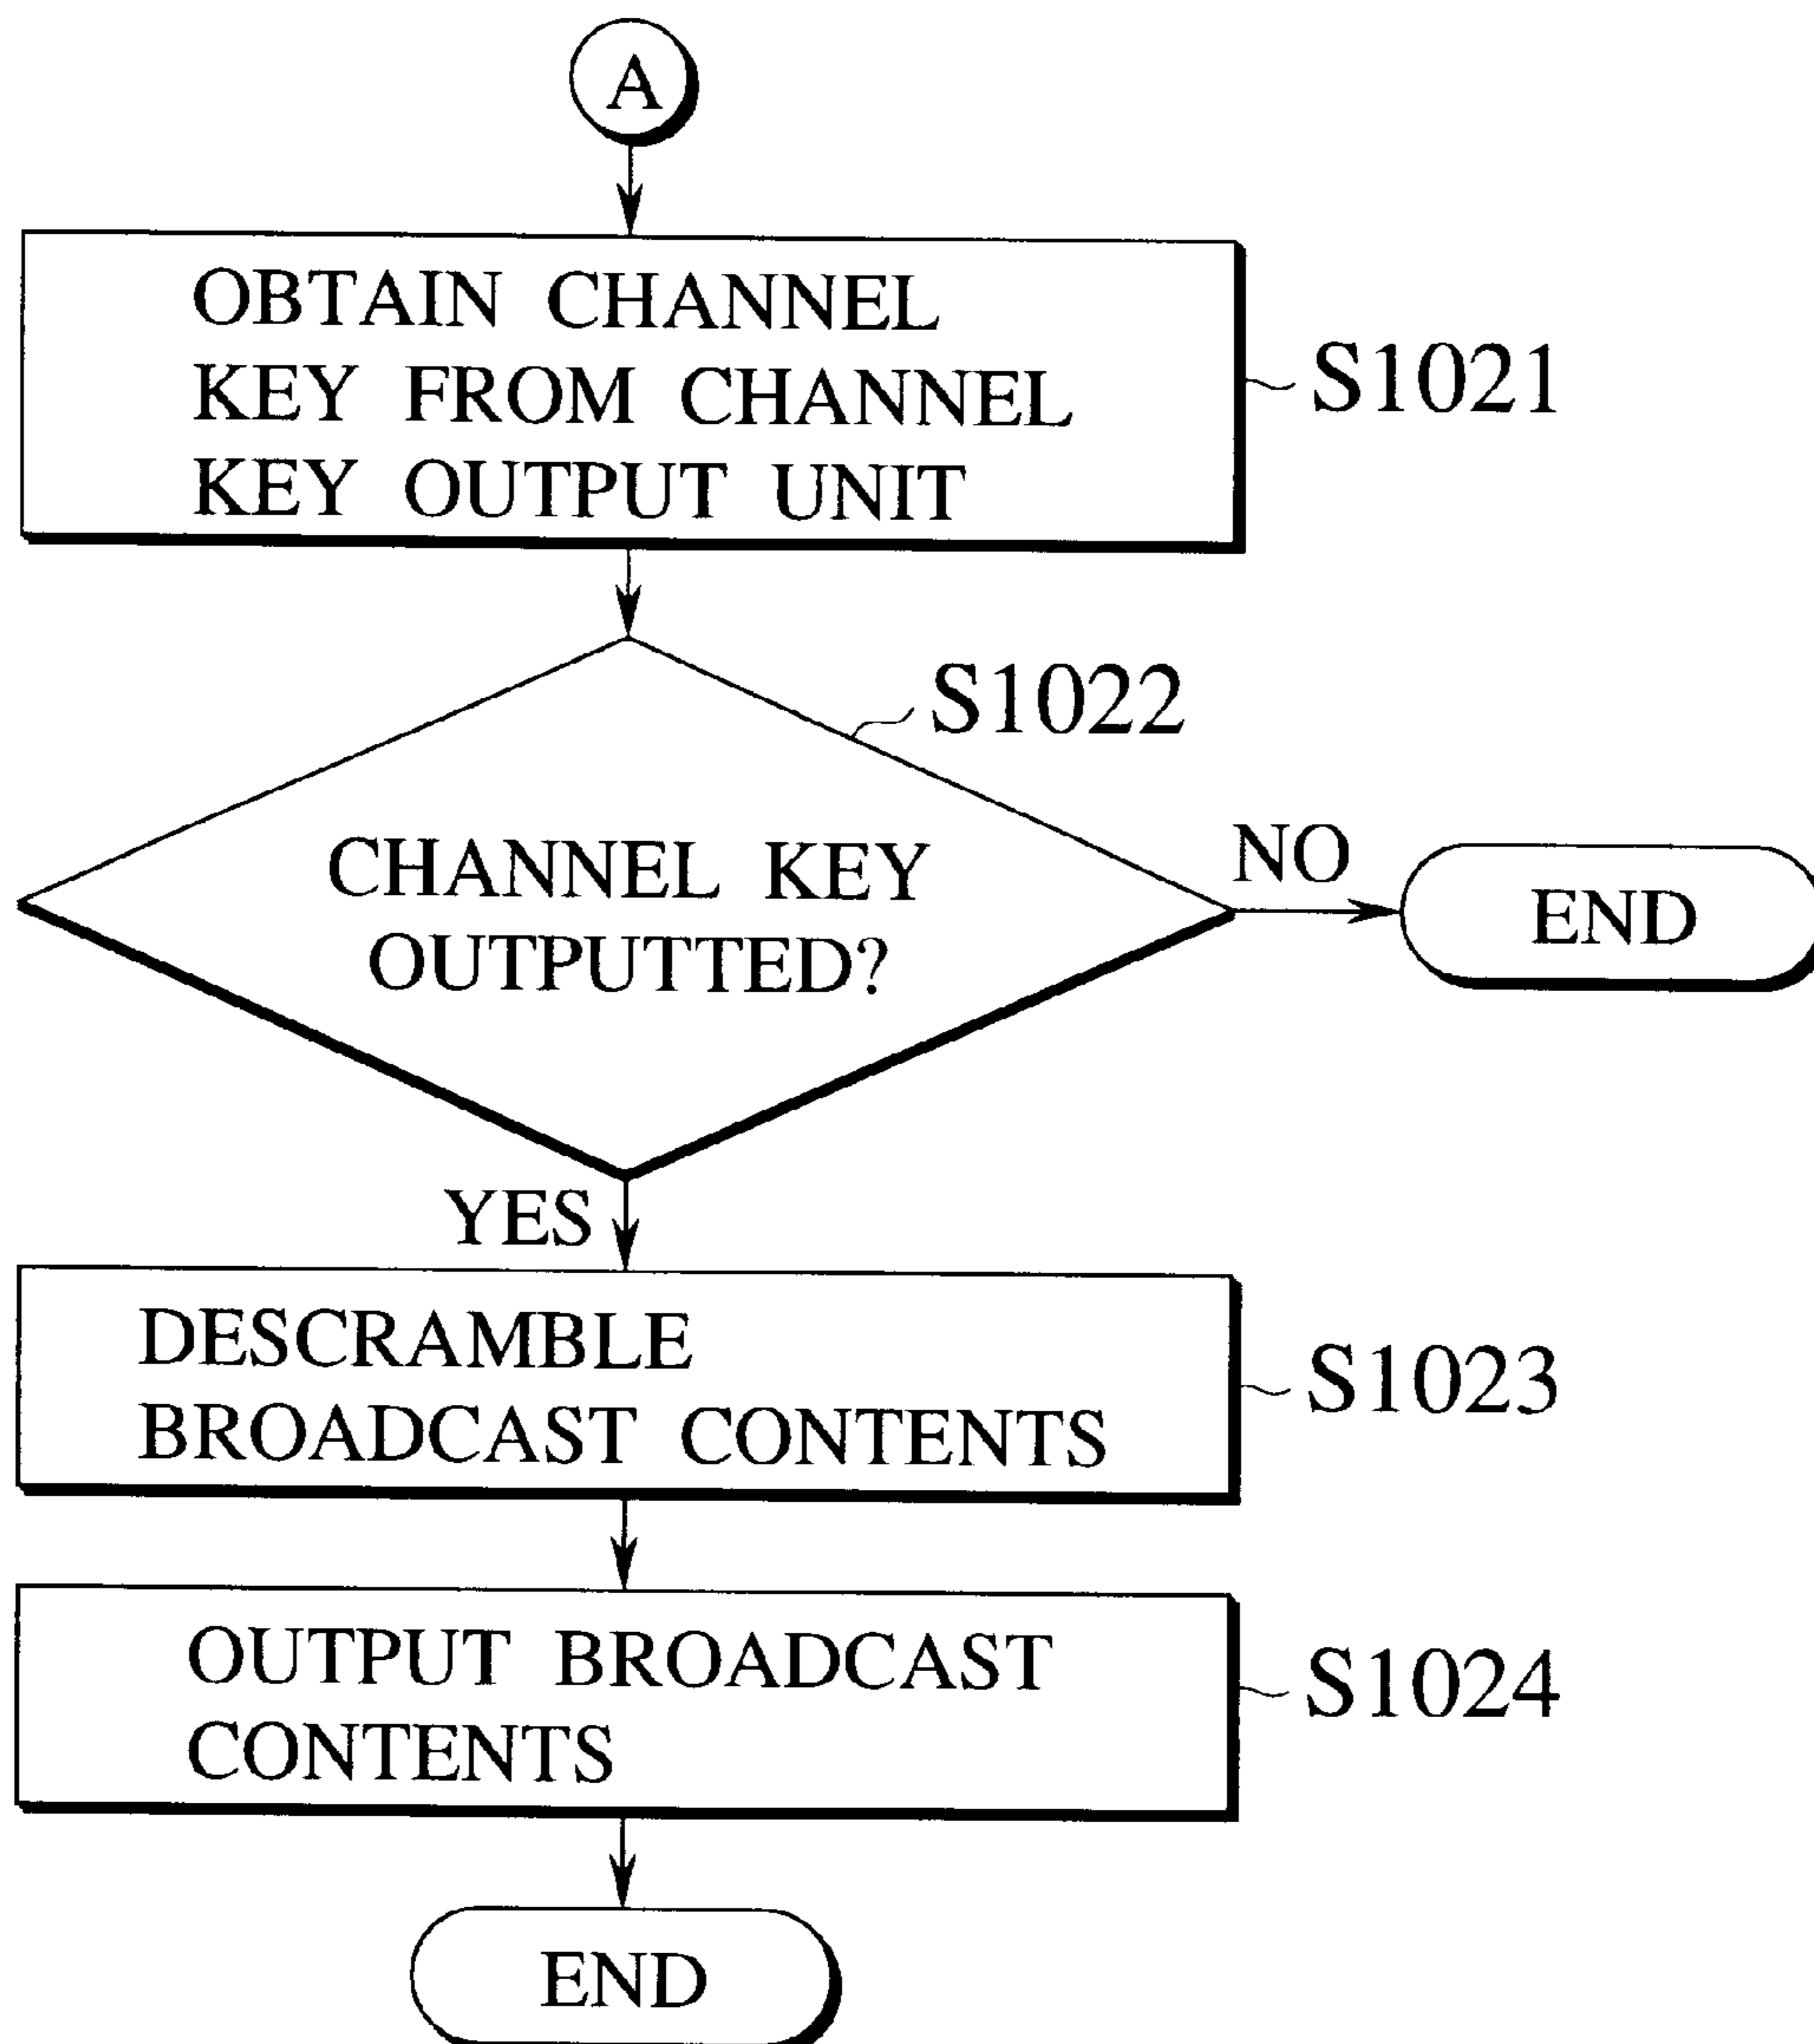 A
OBTAIN CHANNEL
KEY FROM CHANNEL
KEY OUTPUT UNIT
S1021
S1022
CHANNEL KEY
OUTPUTTED?
NO
END
YES
DESCRAMBLE
BROADCAST CONTENTS
S1023
OUTPUT BROADCAST
CONTENTS
S1024
END